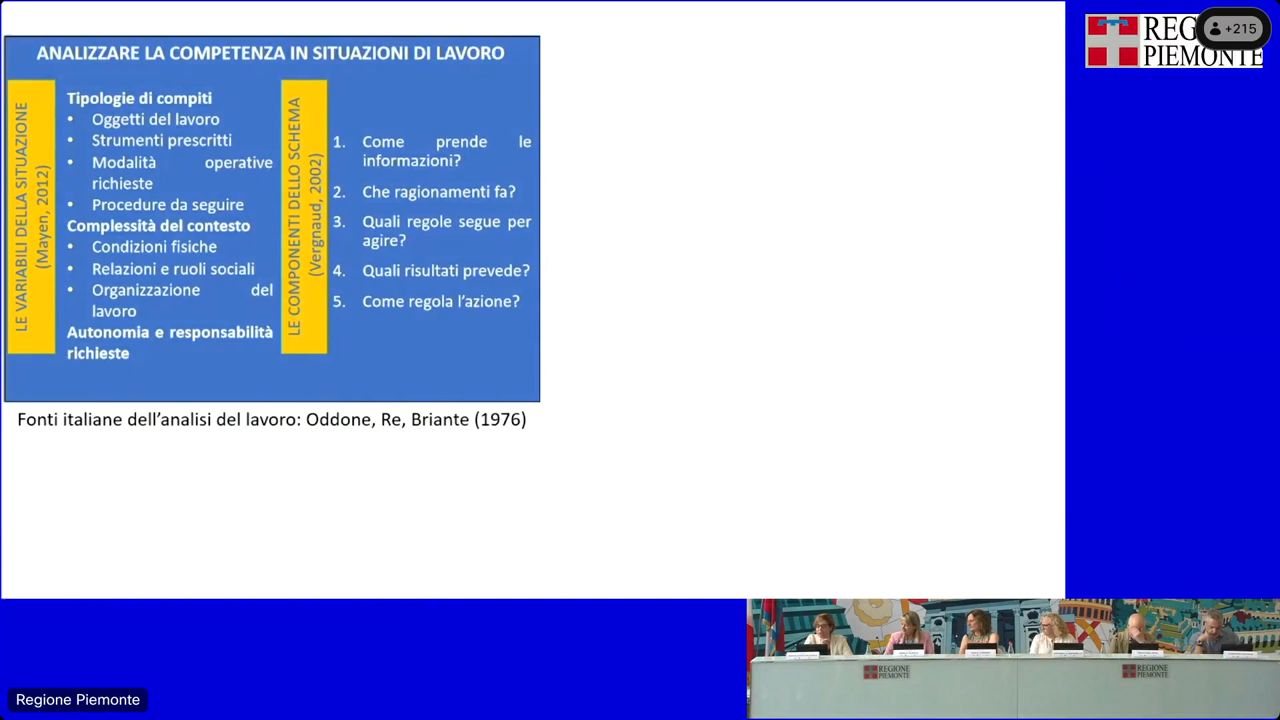 ANALIZZARE LA COMPETENZA IN SITUAZIONI DI LAVORO
LE VARIABILI DELLA SITUAZIONE
(Mayen, 2012)
Tipologie di compiti
• Oggetti del lavoro
• Strumenti prescritti
• Modalità operative
richieste
• Procedure da seguire
Complessità del contesto
• Condizioni fisiche
• Relazioni e ruoli sociali
• Organizzazione del
lavoro
Autonomia e responsabilità
richieste
LE COMPONENTI DELLO SCHEMA
(Vergnaud, 2002)
1. Come prende le
informazioni?
2. Che ragionamenti fa?
3. Quali regole segue per
agire?
4. Quali risultati prevede?
5. Come regola l'azione?
Fonti italiane dell'analisi del lavoro: Oddone, Re, Briante (1976)
+215
PIEMONTE
Regione Piemonte
REGIONE
PIEMONTE
REGIONE
PIEMONTE